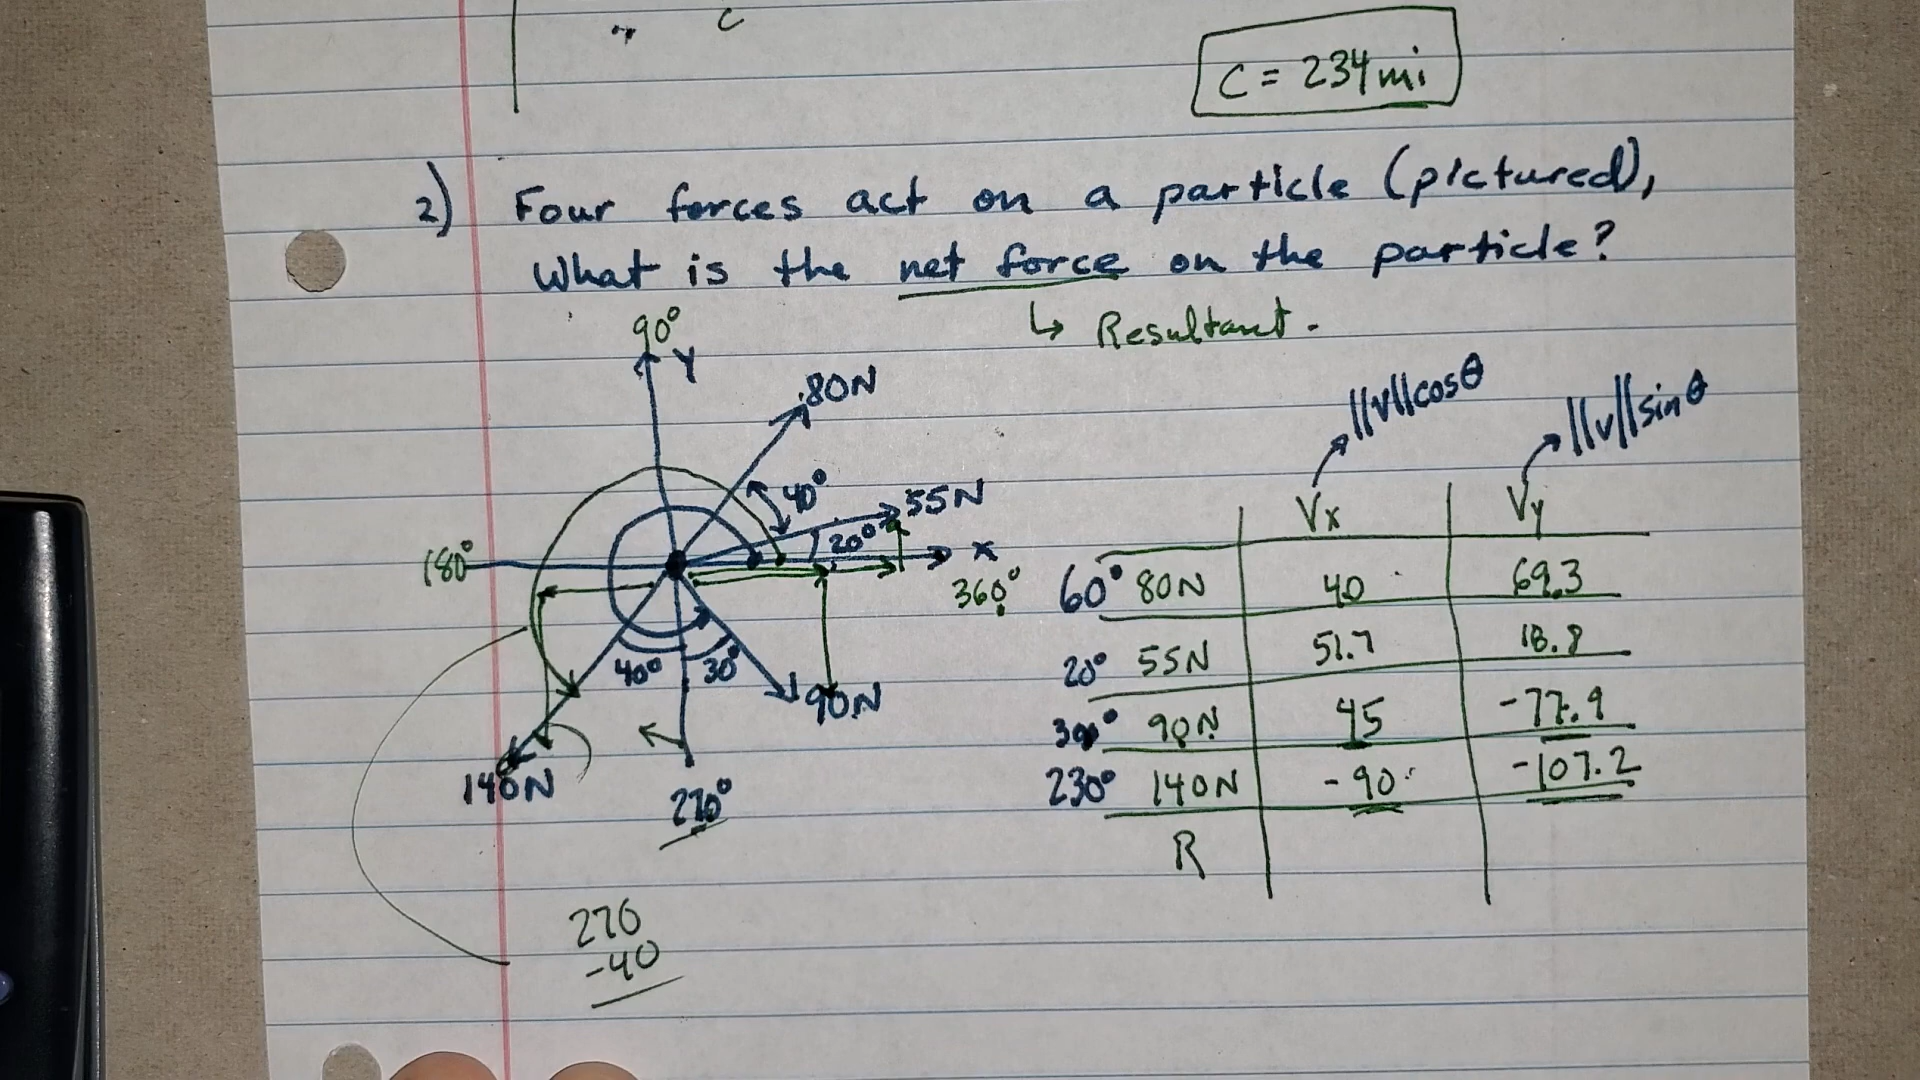 c
C = 234 mi
2) Four forces act on a particle (pictured),
What is the net force on the particle?
↳ Resultant.
90°
Y
80N
40°
55N
20°
x
180°
360°
40° 30°
90N
140N
270°
||v||cosθ
||v||sinθ
Vx Vy
60° 80N 40 69.3
20° 55N 51.7 18.8
55N
90N 45 -77.9
230° 140N -90 -107.2
R
270
-40